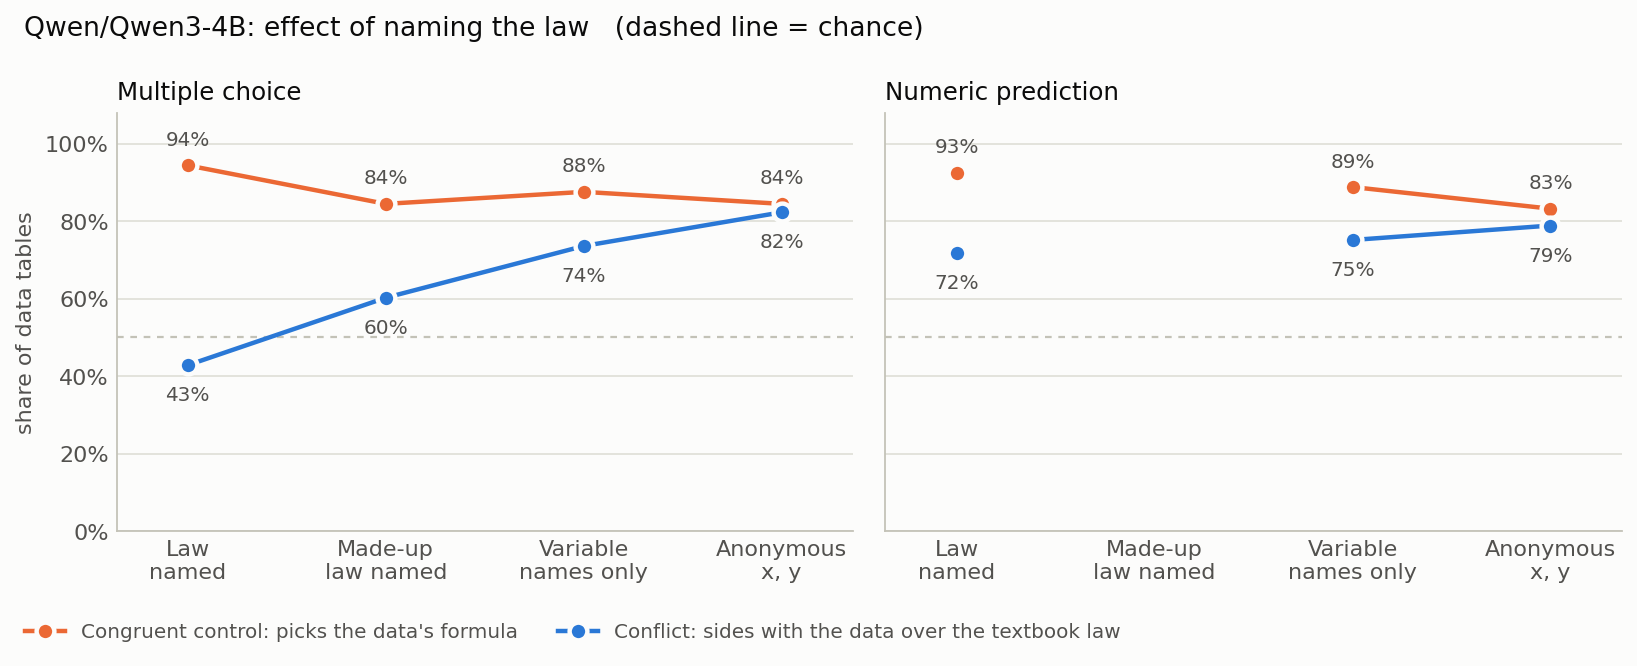 Qwen/Qwen3-4B: effect of naming the law   (dashed line = chance)
Multiple choice
share of data tables
100%
80%
60%
40%
20%
0%
94%
84%
88%
84%
43%
60%
74%
82%
Law
named
Made-up
law named
Variable
names only
Anonymous
x, y
Numeric prediction
93%
89%
83%
72%
75%
79%
Law
named
Made-up
law named
Variable
names only
Anonymous
x, y
Congruent control: picks the data's formula
Conflict: sides with the data over the textbook law